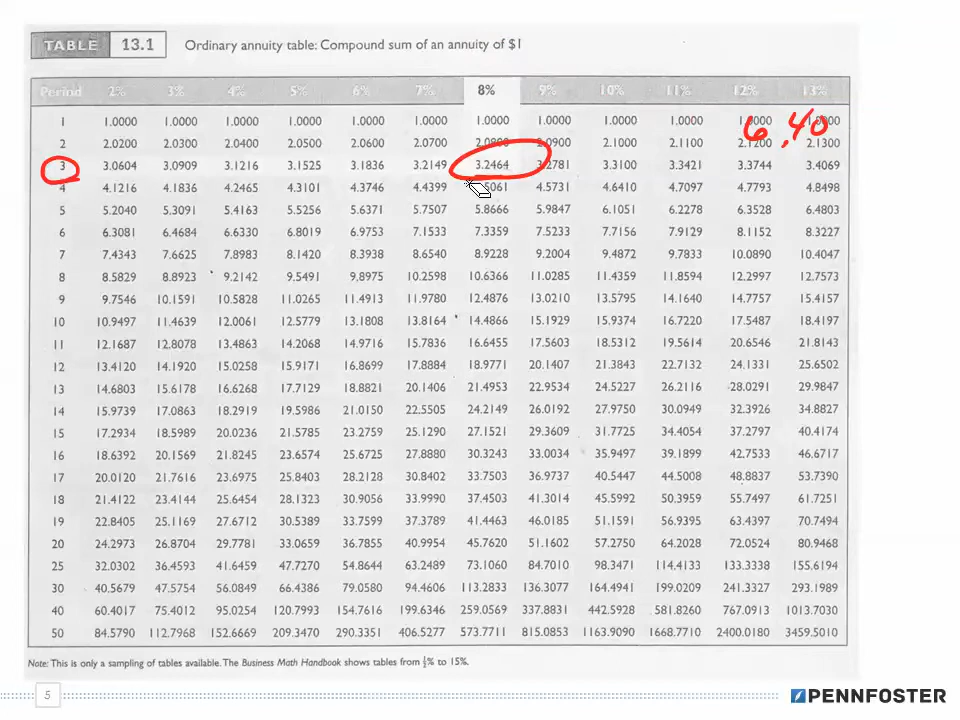 TABLE 13.1 Ordinary annuity table: Compound sum of an annuity of $1
Period 2% 3% 4% 5% 6% 7% 8% 9% 10% 11% 12% 13%
1 1.0000 1.0000 1.0000 1.0000 1.0000 1.0000 1.0000 1.0000 1.0000 1.0000 1.0000 1.0000
6,40
2 2.0200 2.0300 2.0400 2.0500 2.0600 2.0700 2.0800 2.0900 2.1000 2.1100 2.1200 2.1300
3 3.0604 3.0909 3.1216 3.1525 3.1836 3.2149 3.2464 3.2781 3.3100 3.3421 3.3744 3.4069
4 4.1216 4.1836 4.2465 4.3101 4.3746 4.4399 4.5061 4.5731 4.6410 4.7097 4.7793 4.8498
5 5.2040 5.3091 5.4163 5.5256 5.6371 5.7507 5.8666 5.9847 6.1051 6.2278 6.3528 6.4803
6 6.3081 6.4684 6.6330 6.8019 6.9753 7.1533 7.3359 7.5233 7.7156 7.9129 8.1152 8.3227
7 7.4343 7.6625 7.8983 8.1420 8.3938 8.6540 8.9228 9.2004 9.4872 9.7833 10.0890 10.4047
8 8.5829 8.8923 9.2142 9.5491 9.8975 10.2598 10.6366 11.0285 11.4359 11.8594 12.2997 12.7573
9 9.7546 10.1591 10.5828 11.0265 11.4913 11.9780 12.4876 13.0210 13.5795 14.1640 14.7757 15.4157
10 10.9497 11.4639 12.0061 12.5779 13.1808 13.8164 14.4866 15.1929 15.9374 16.7220 17.5487 18.4197
11 12.1687 12.8078 13.4863 14.2068 14.9716 15.7836 16.6455 17.5603 18.5312 19.5614 20.6546 21.8143
12 13.4120 14.1920 15.0258 15.9171 16.8699 17.8884 18.9771 20.1407 21.3843 22.7132 24.1331 25.6502
13 14.6803 15.6178 16.6268 17.7129 18.8821 20.1406 21.4953 22.9534 24.5227 26.2116 28.0291 29.9847
14 15.9739 17.0863 18.2919 19.5986 21.0150 22.5505 24.2149 26.0192 27.9750 30.0949 32.3926 34.8827
15 17.2934 18.5989 20.0236 21.5785 23.2759 25.1290 27.1521 29.3609 31.7725 34.4054 37.2797 40.4174
16 18.6392 20.1569 21.8245 23.6574 25.6725 27.8880 30.3243 33.0034 35.9497 39.1899 42.7533 46.6717
17 20.0120 21.7616 23.6975 25.8403 28.2128 30.8402 33.7503 36.9737 40.5447 44.5008 48.8837 53.7390
18 21.4122 23.4144 25.6454 28.1323 30.9056 33.9990 37.4503 41.3014 45.5992 50.3959 55.7497 61.7251
19 22.8405 25.1169 27.6712 30.5389 33.7599 37.3789 41.4463 46.0185 51.1591 56.9395 63.4397 70.7494
20 24.2973 26.8704 29.7781 33.0659 36.7855 40.9954 45.7620 51.1602 57.2750 64.2028 72.0524 80.9468
25 32.0302 36.4593 41.6459 47.7270 54.8644 63.2489 73.1060 84.7010 98.3471 114.4133 133.3338 155.6194
30 40.5679 47.5754 56.0849 66.4386 79.0580 94.4606 113.2833 136.3077 164.4941 199.0209 241.3327 293.1989
40 60.4017 75.4012 95.0254 120.7993 154.7616 199.6346 259.0569 337.8831 442.5928 581.8260 767.0913 1013.7030
50 84.5790 112.7968 152.6669 209.3470 290.3351 406.5277 573.7711 815.0853 1163.9090 1668.7710 2400.0180 3459.5010
Note: This is only a sampling of tables available. The Business Math Handbook shows tables from ½% to 15%.
5 PENNFOSTER